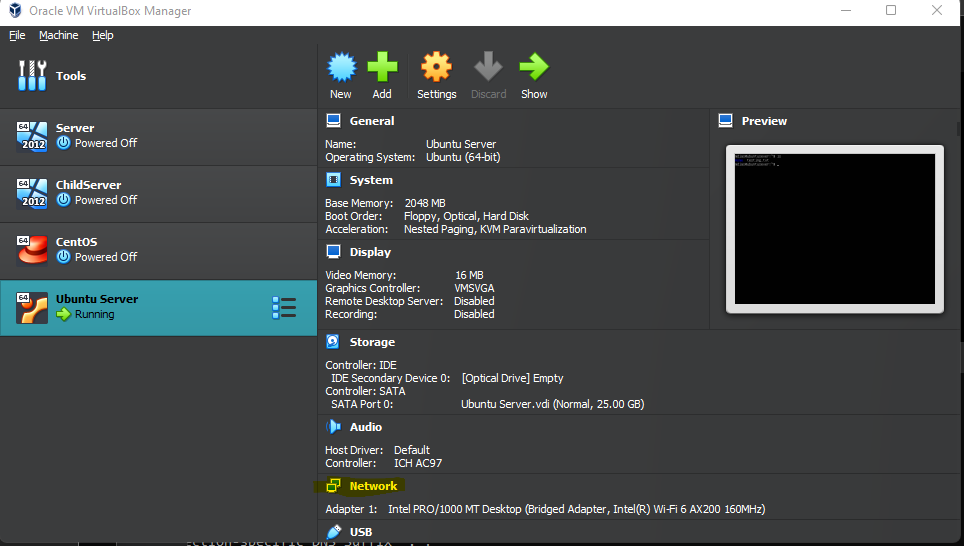 Oracle VM VirtualBox Manager
File Machine Help
Tools
New Add Settings Discard Show
64 2012 Server
Powered Off
64 2012 ChildServer
Powered Off
64 CentOS
Powered Off
64 Ubuntu Server
Running
General
Name: Ubuntu Server
Operating System: Ubuntu (64-bit)
System
Base Memory: 2048 MB
Boot Order: Floppy, Optical, Hard Disk
Acceleration: Nested Paging, KVM Paravirtualization
Display
Video Memory: 16 MB
Graphics Controller: VMSVGA
Remote Desktop Server: Disabled
Recording: Disabled
Storage
Controller: IDE
IDE Secondary Device 0: [Optical Drive] Empty
Controller: SATA
SATA Port 0: Ubuntu Server.vdi (Normal, 25.00 GB)
Audio
Host Driver: Default
Controller: ICH AC97
Network
Adapter 1: Intel PRO/1000 MT Desktop (Bridged Adapter, Intel(R) Wi-Fi 6 AX200 160MHz)
USB
Preview